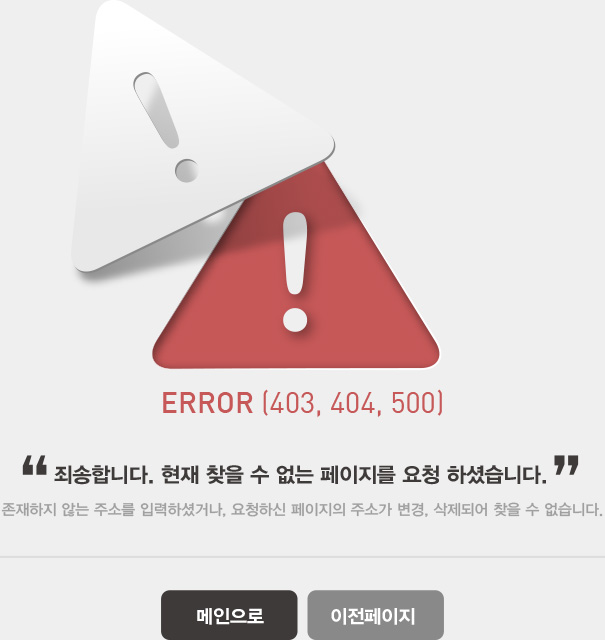 ERROR (403, 404, 500)
❝ 죄송합니다. 현재 찾을 수 없는 페이지를 요청 하셨습니다. ❞
존재하지 않는 주소를 입력하셨거나, 요청하신 페이지의 주소가 변경, 삭제되어 찾을 수 없습니다.
메인으로 이전페이지